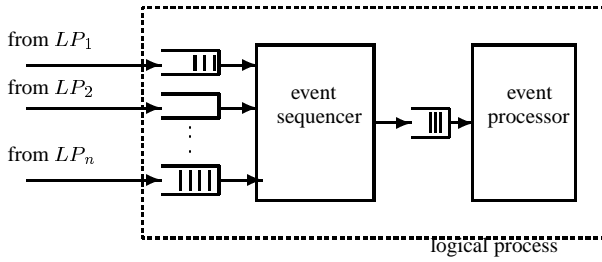 from LP₁
from LP₂
from LPₙ
event
sequencer
event
processor
logical process